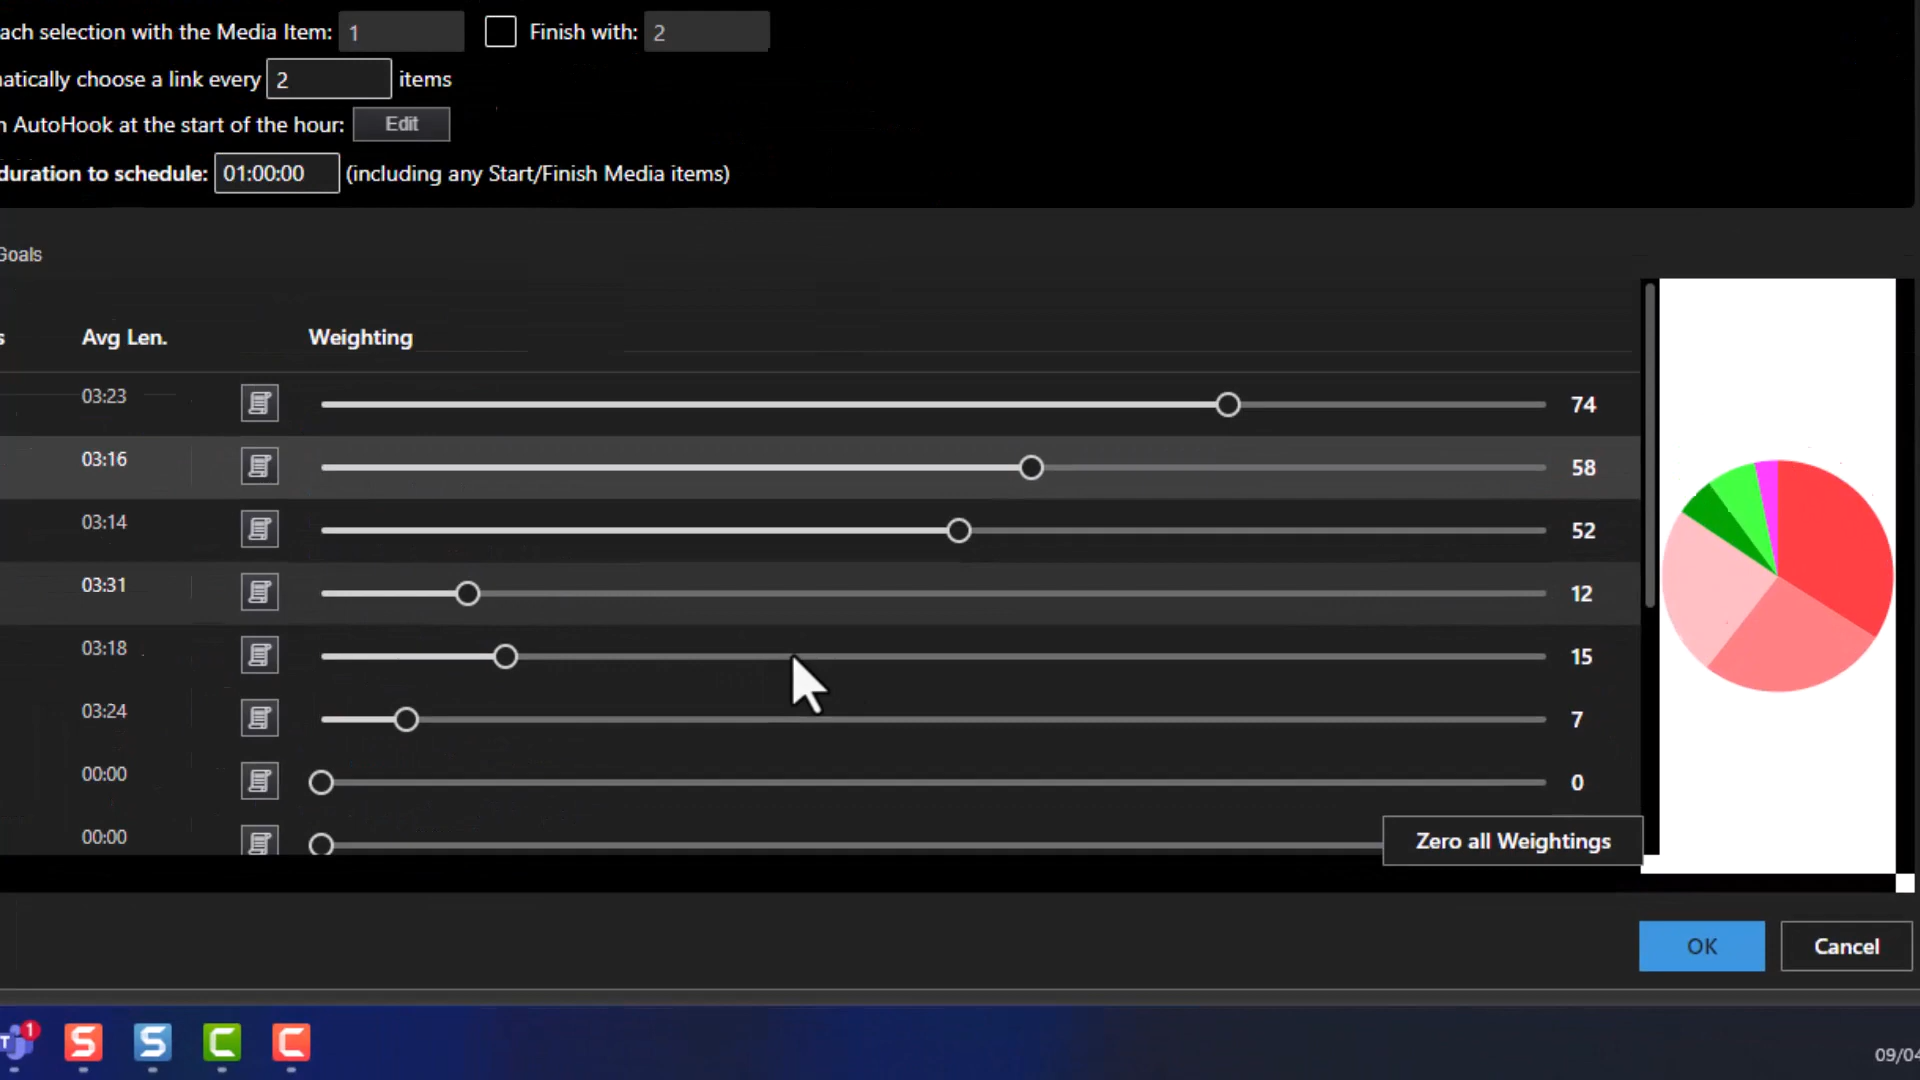 ach selection with the Media Item: 1 Finish with: 2
natically choose a link every 2 items
n AutoHook at the start of the hour: Edit
duration to schedule: 01:00:00 (including any Start/Finish Media items)
Goals
s Avg Len. Weighting
03:23 74
03:16 58
03:14 52
03:31 12
03:18 15
03:24 7
00:00 0
00:00
Zero all Weightings
OK Cancel
T 1 S S C C
09/04